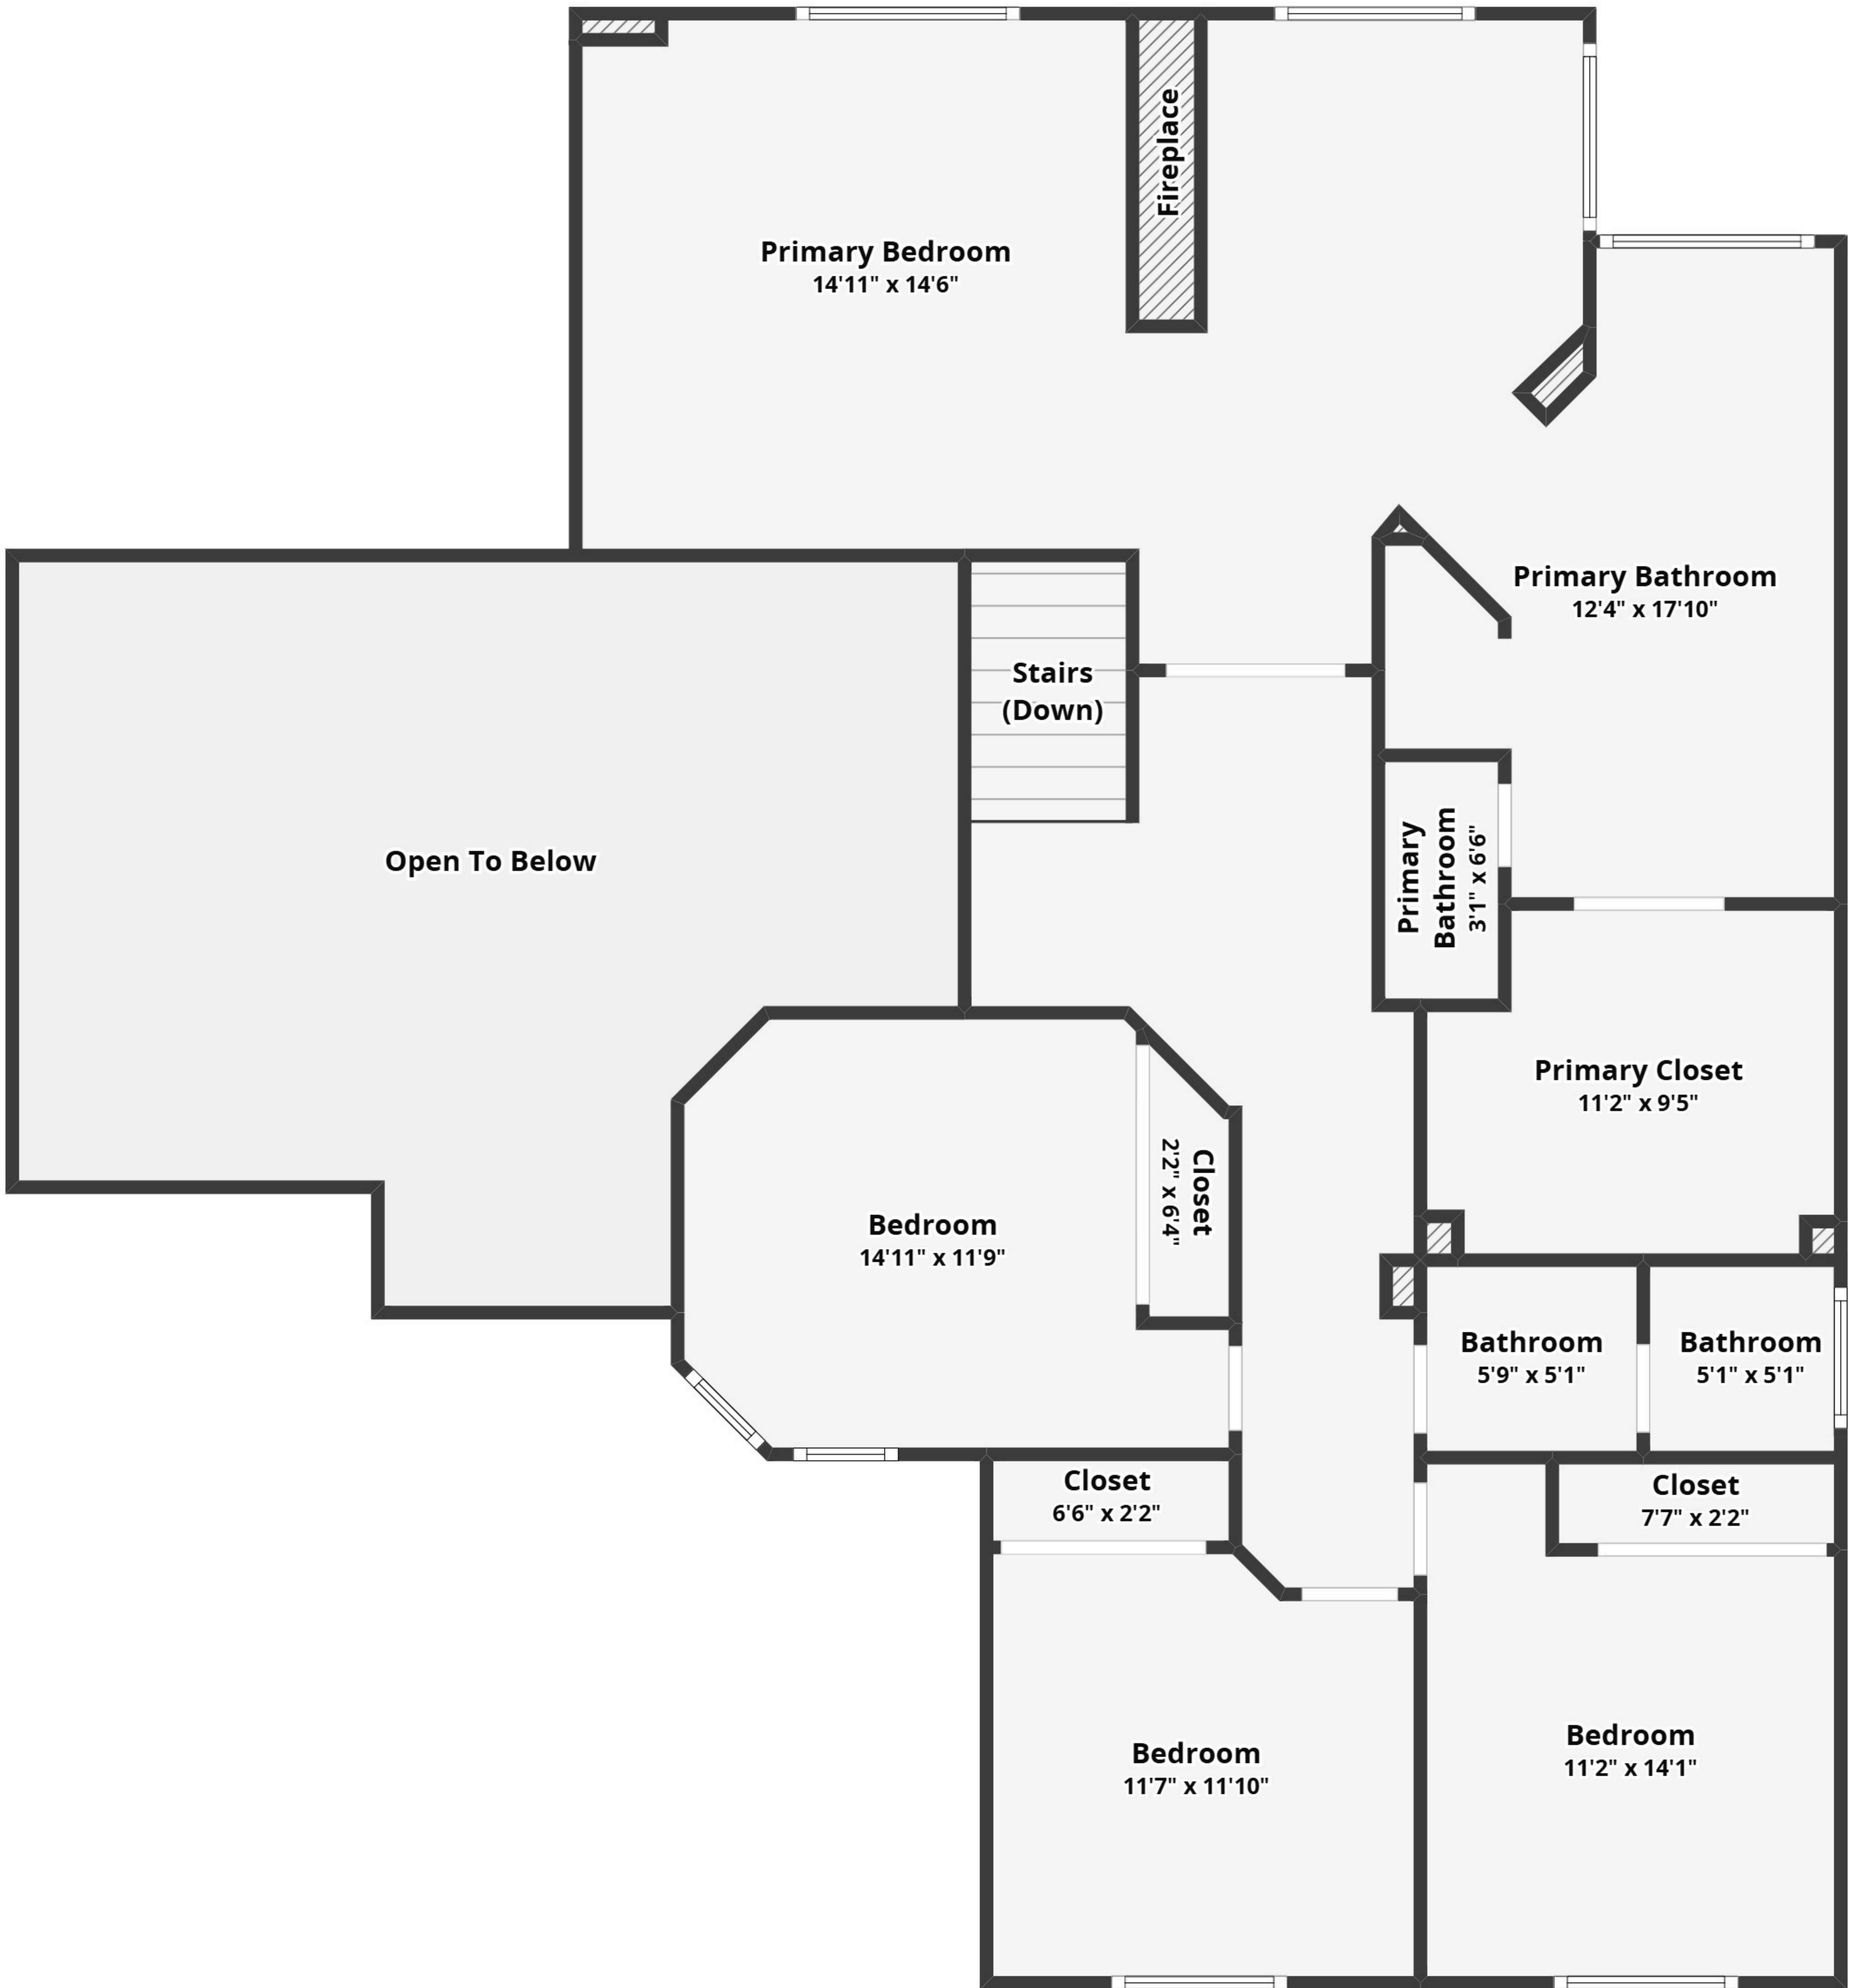 Fireplace
Primary Bedroom
14'11" x 14'6"
Primary Bathroom
12'4" x 17'10"
Stairs
(Down)
Open To Below
Primary
Bathroom
3'1" x 6'6"
Primary Closet
11'2" x 9'5"
Closet
2'2" x 6'4"
Bedroom
14'11" x 11'9"
Bathroom
5'9" x 5'1"
Bathroom
5'1" x 5'1"
Closet
6'6" x 2'2"
Closet
7'7" x 2'2"
Bedroom
11'7" x 11'10"
Bedroom
11'2" x 14'1"